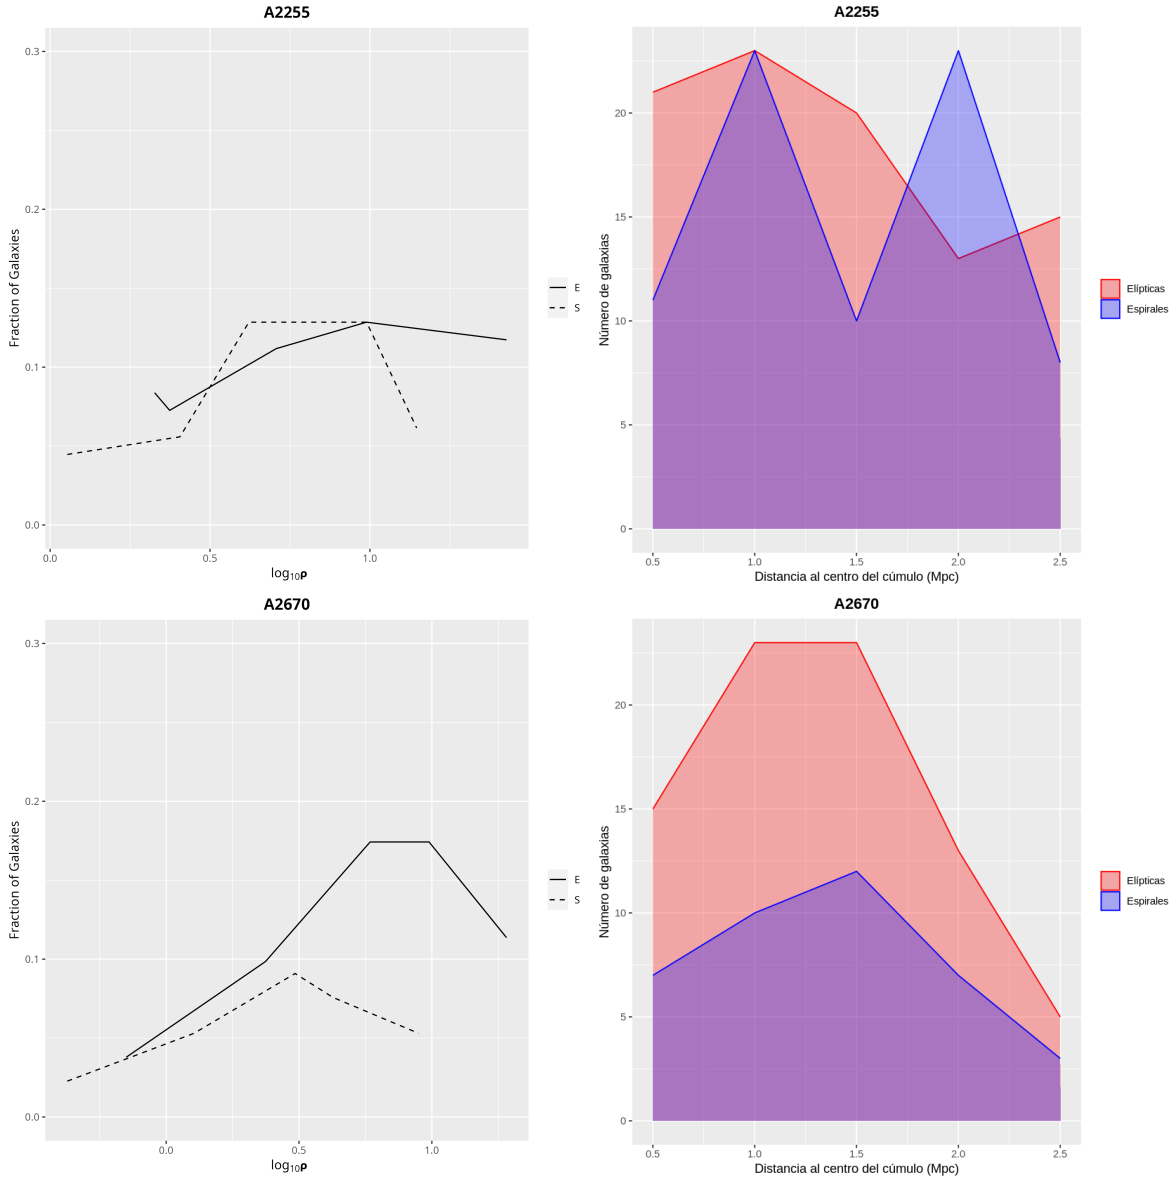 A2255
0.3
0.2
0.1
0.0
0.0 0.5 1.0
Fraction of Galaxies
log10ρ
E
S
A2255
20
15
10
5
0
0.5 1.0 1.5 2.0 2.5
Número de galaxias
Distancia al centro del cúmulo (Mpc)
Elípticas
Espirales
A2670
0.3
0.2
0.1
0.0
0.0 0.5 1.0
Fraction of Galaxies
log10ρ
E
S
A2670
20
15
10
5
0
0.5 1.0 1.5 2.0 2.5
Número de galaxias
Distancia al centro del cúmulo (Mpc)
Elípticas
Espirales